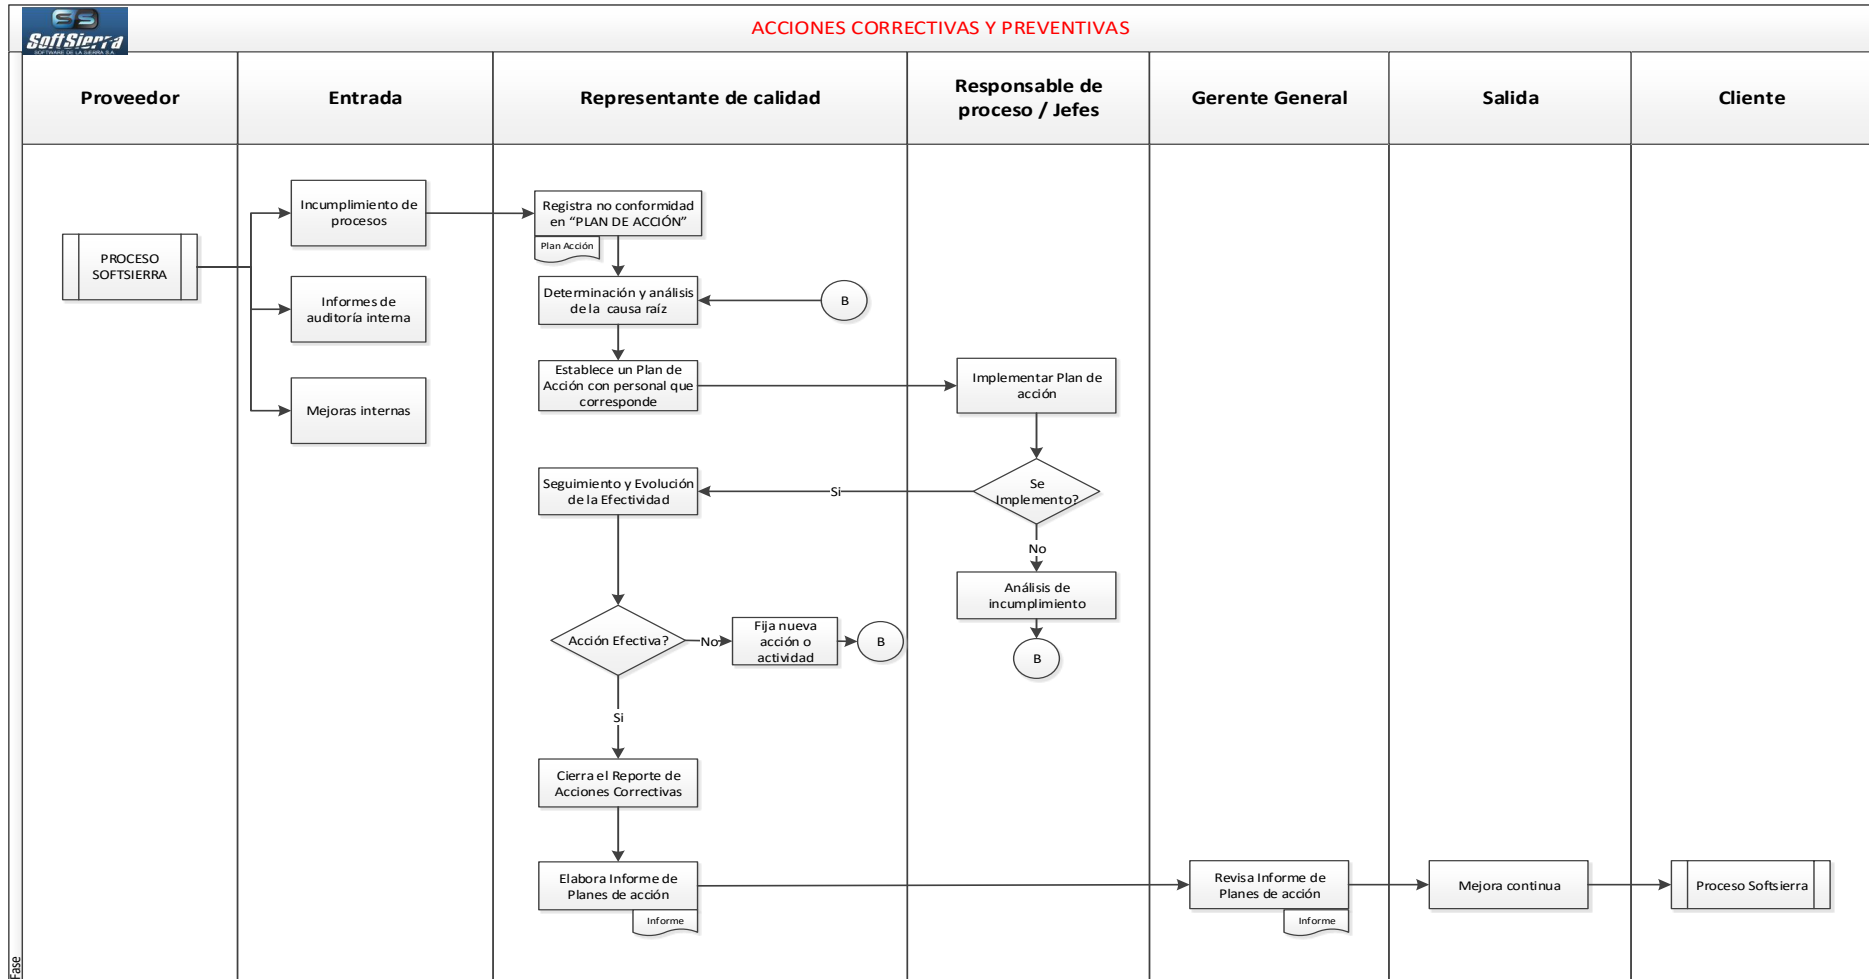 SS
SoftSierra
SOFTWARE DE LA SIERRA S.A.
ACCIONES CORRECTIVAS Y PREVENTIVAS
Proveedor
Entrada
Representante de calidad
Responsable de
proceso / Jefes
Gerente General
Salida
Cliente
PROCESO
SOFTSIERRA
Incumplimiento de
procesos
Informes de
auditoría interna
Mejoras internas
Registra no conformidad
en “PLAN DE ACCIÓN”
Plan Acción
Determinación y análisis
de la causa raíz
B
Establece un Plan de
Acción con personal que
corresponde
Implementar Plan de
acción
Se
Implemento?
Si
Seguimiento y Evolución
de la Efectividad
No
Análisis de
incumplimiento
B
Acción Efectiva?
No
Fija nueva
acción o
actividad
B
Si
Cierra el Reporte de
Acciones Correctivas
Elabora Informe de
Planes de acción
Informe
Revisa Informe de
Planes de acción
Informe
Mejora continua
Proceso Softsierra
Fase